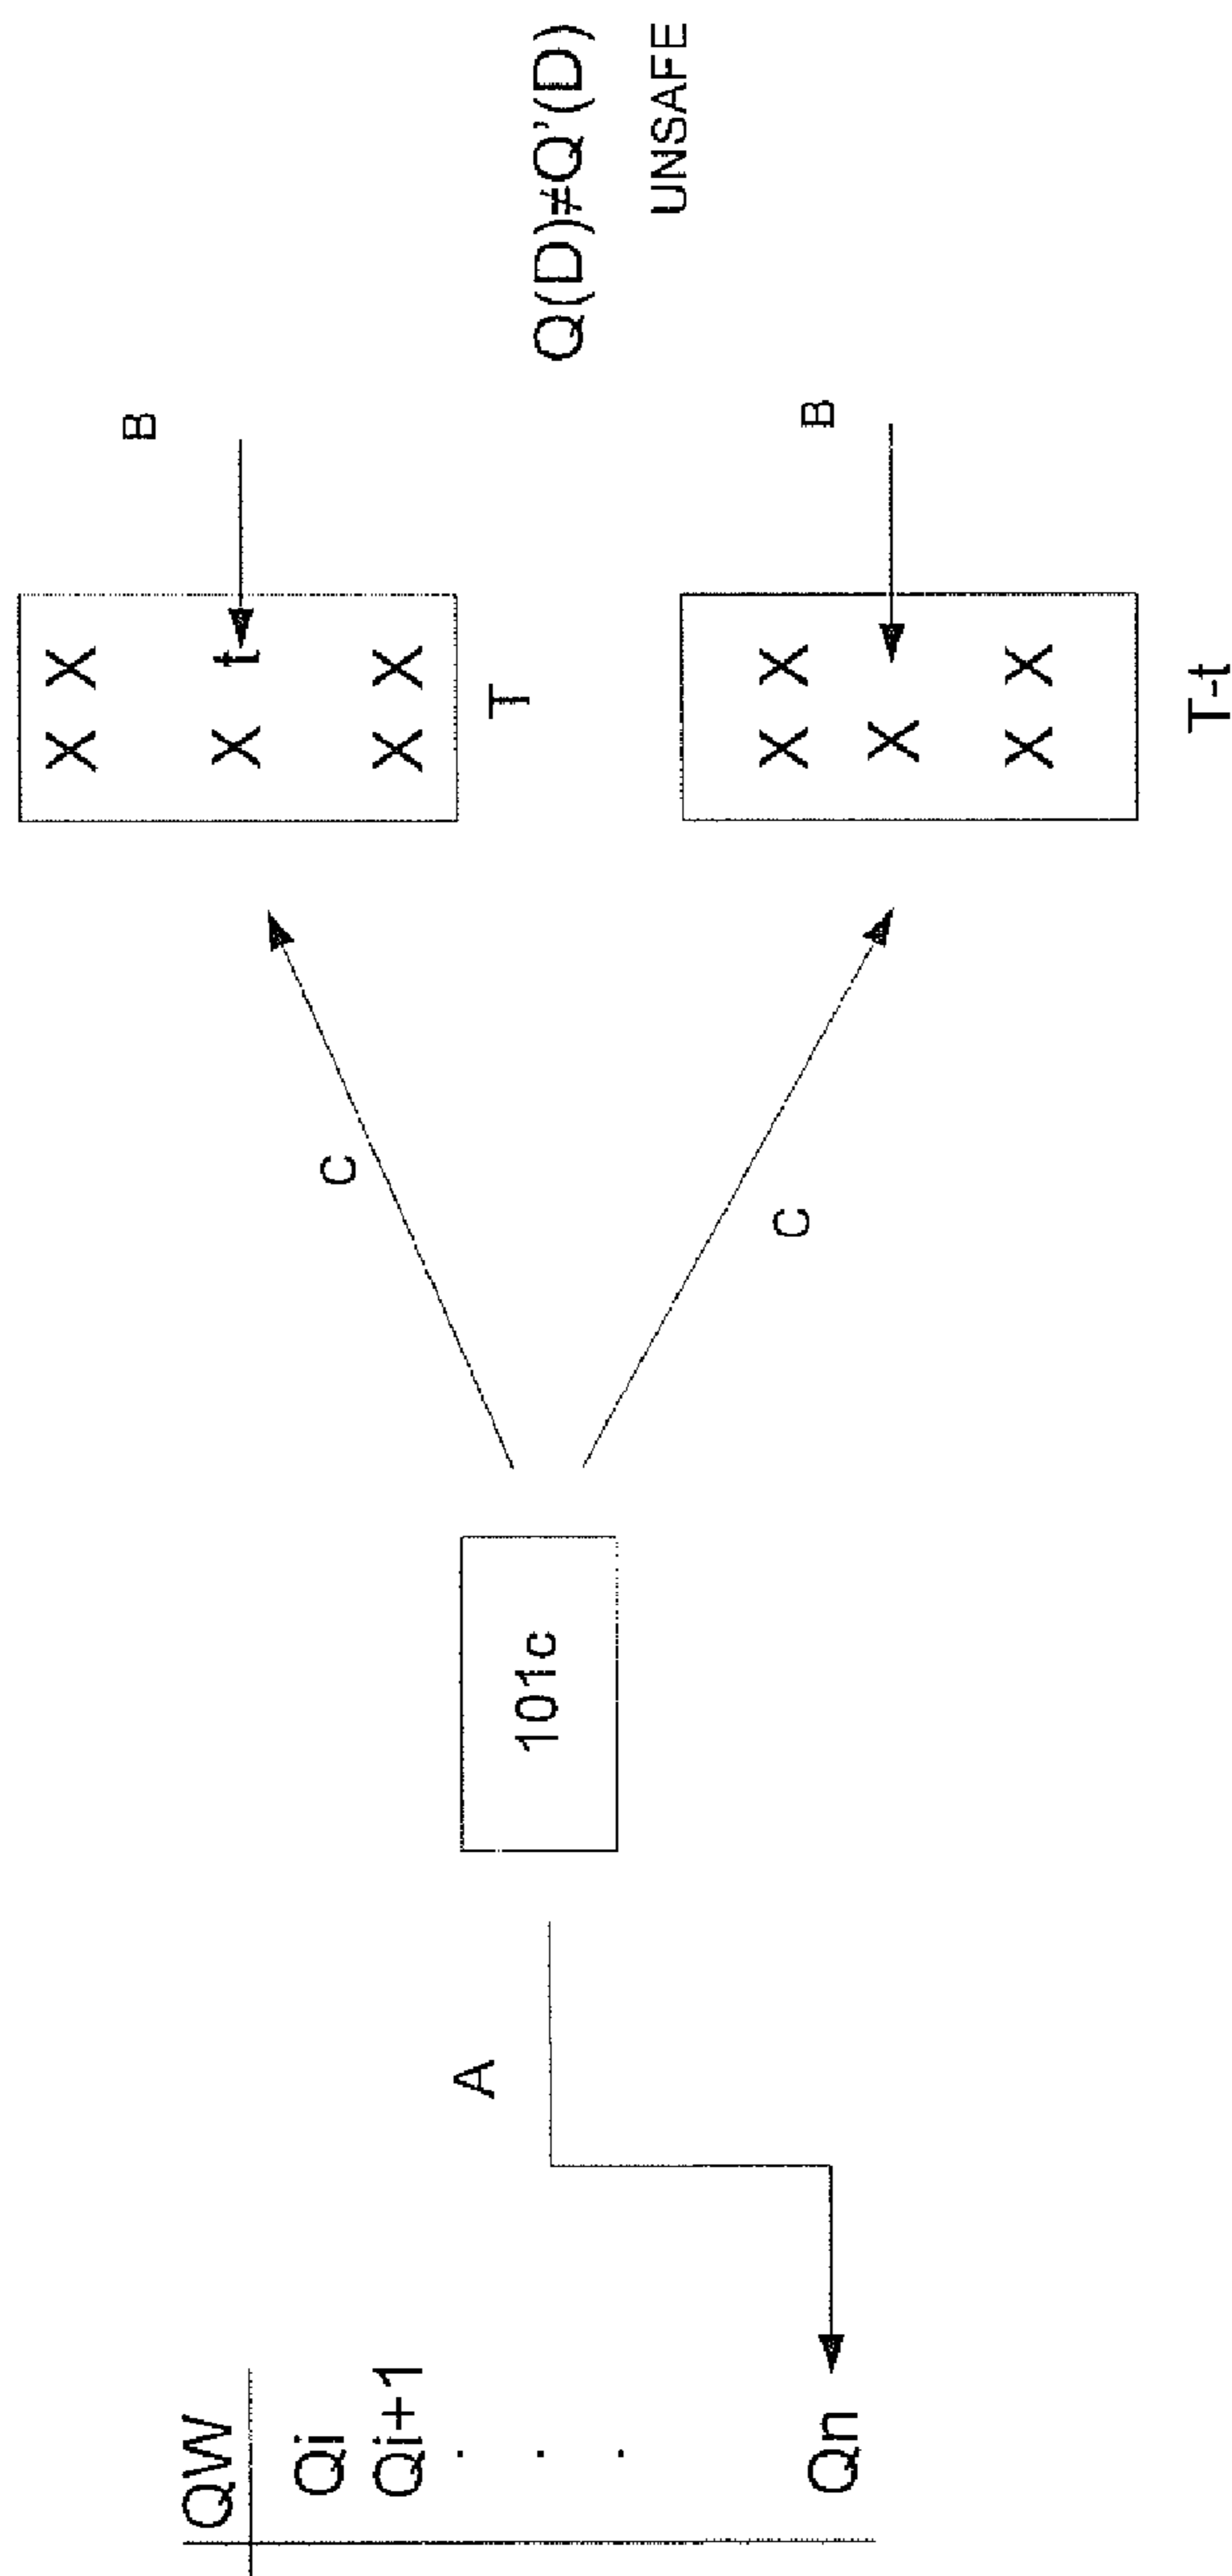 QW
Qi
Qi+1
.
.
.
Qn
A
101c
C
C
X X
X t
X X
T
B
X X
X
X X
T-t
B
Q(D)≠Q’(D)
UNSAFE